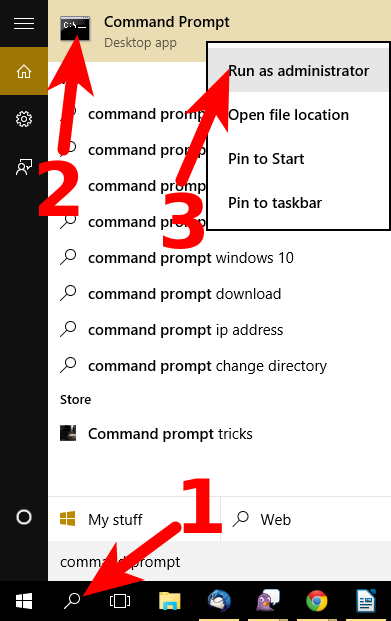 Command Prompt
Desktop app
Run as administrator
Open file location
Pin to Start
Pin to taskbar
2
3
command prompt
command prompt
command prompt
command prompt
command prompt windows 10
command prompt download
command prompt ip address
command prompt change directory
Store
Command prompt tricks
1
My stuff
Web
command prompt